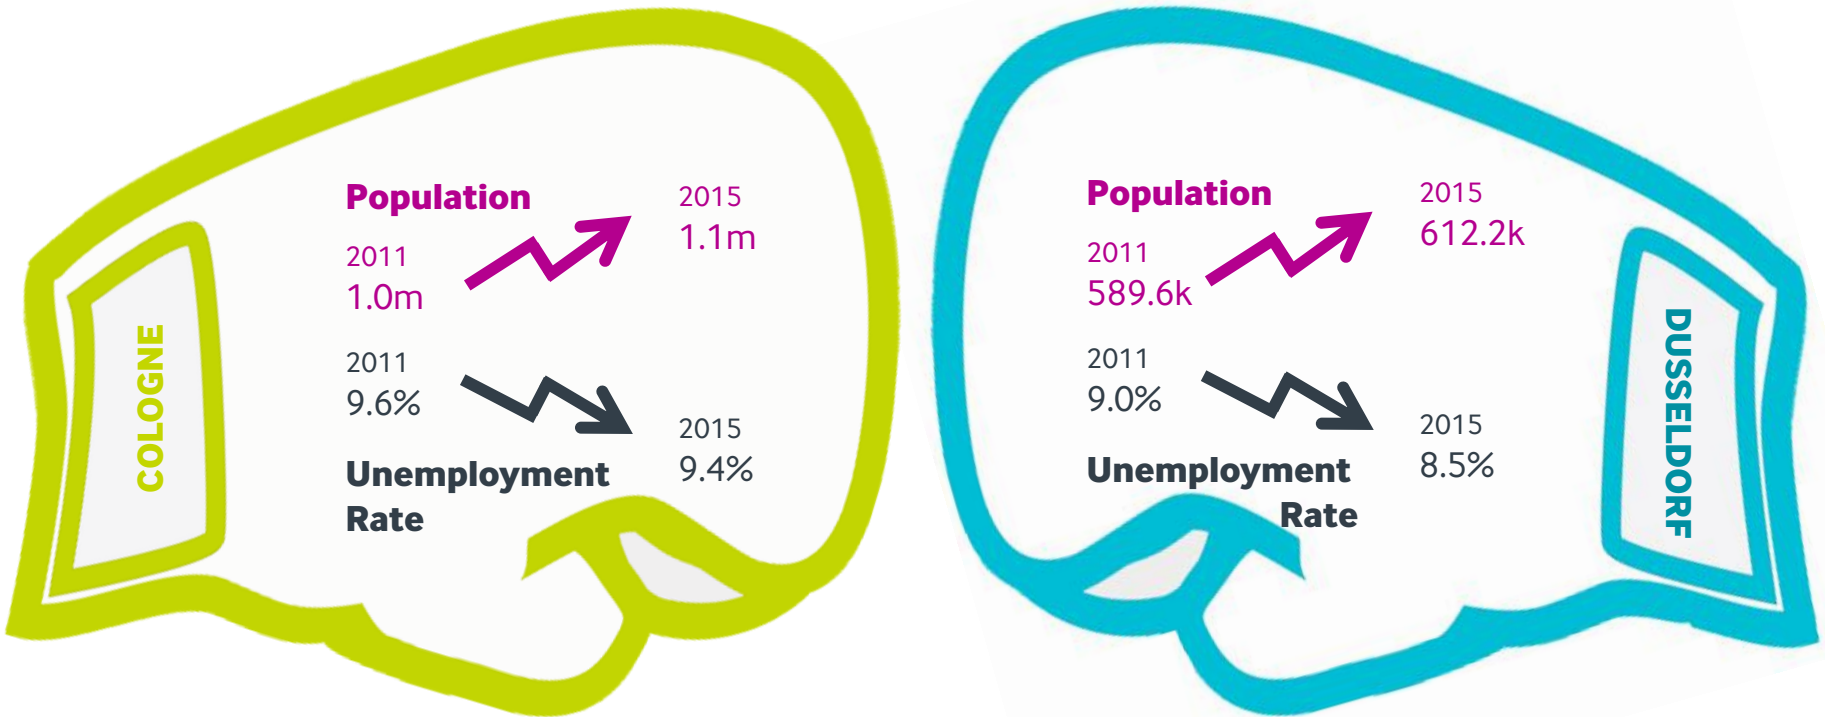 COLOGNE
Population
2011
1.0m
2015
1.1m
2011
9.6%
2015
9.4%
Unemployment
Rate
Population
2011
589.6k
2015
612.2k
2011
9.0%
2015
8.5%
Unemployment
Rate
DUSSELDORF